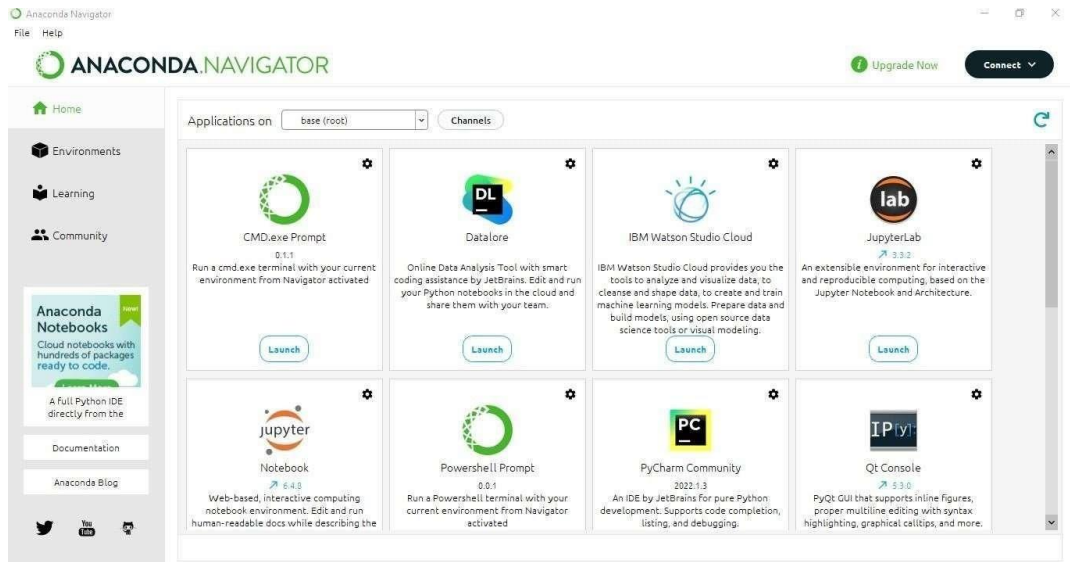 Anaconda Navigator
File Help
ANACONDA.NAVIGATOR
Upgrade Now
Connect
Home
Environments
Learning
Community
Anaconda Notebooks
New!
Cloud notebooks with
hundreds of packages
ready to code.
A full Python IDE
directly from the
Documentation
Anaconda Blog
You
Tube
Applications on base (root) Channels
CMD.exe Prompt
0.1.1
Run a cmd.exe terminal with your current
environment from Navigator activated
Launch
DL
Datalore
Online Data Analysis Tool with smart
coding assistance by JetBrains. Edit and run
your Python notebooks in the cloud and
share them with your team.
Launch
IBM Watson Studio Cloud
IBM Watson Studio Cloud provides you the
tools to analyze and visualize data, to
cleanse and shape data, to create and train
machine learning models. Prepare data and
build models, using open source data
science tools or visual modeling.
Launch
lab
JupyterLab
3.3.2
An extensible environment for interactive
and reproducible computing, based on the
Jupyter Notebook and Architecture.
Launch
jupyter
Notebook
6.4.8
Web-based, interactive computing
notebook environment. Edit and run
human-readable docs while describing the
Powershell Prompt
0.0.1
Run a Powershell terminal with your
current environment from Navigator
activated
PC
PyCharm Community
2022.1.3
An IDE by JetBrains for pure Python
development. Supports code completion,
listing, and debugging.
IP[y]:
Qt Console
5.3.0
PyQt GUI that supports inline figures,
proper multiline editing with syntax
highlighting, graphical calltips, and more.